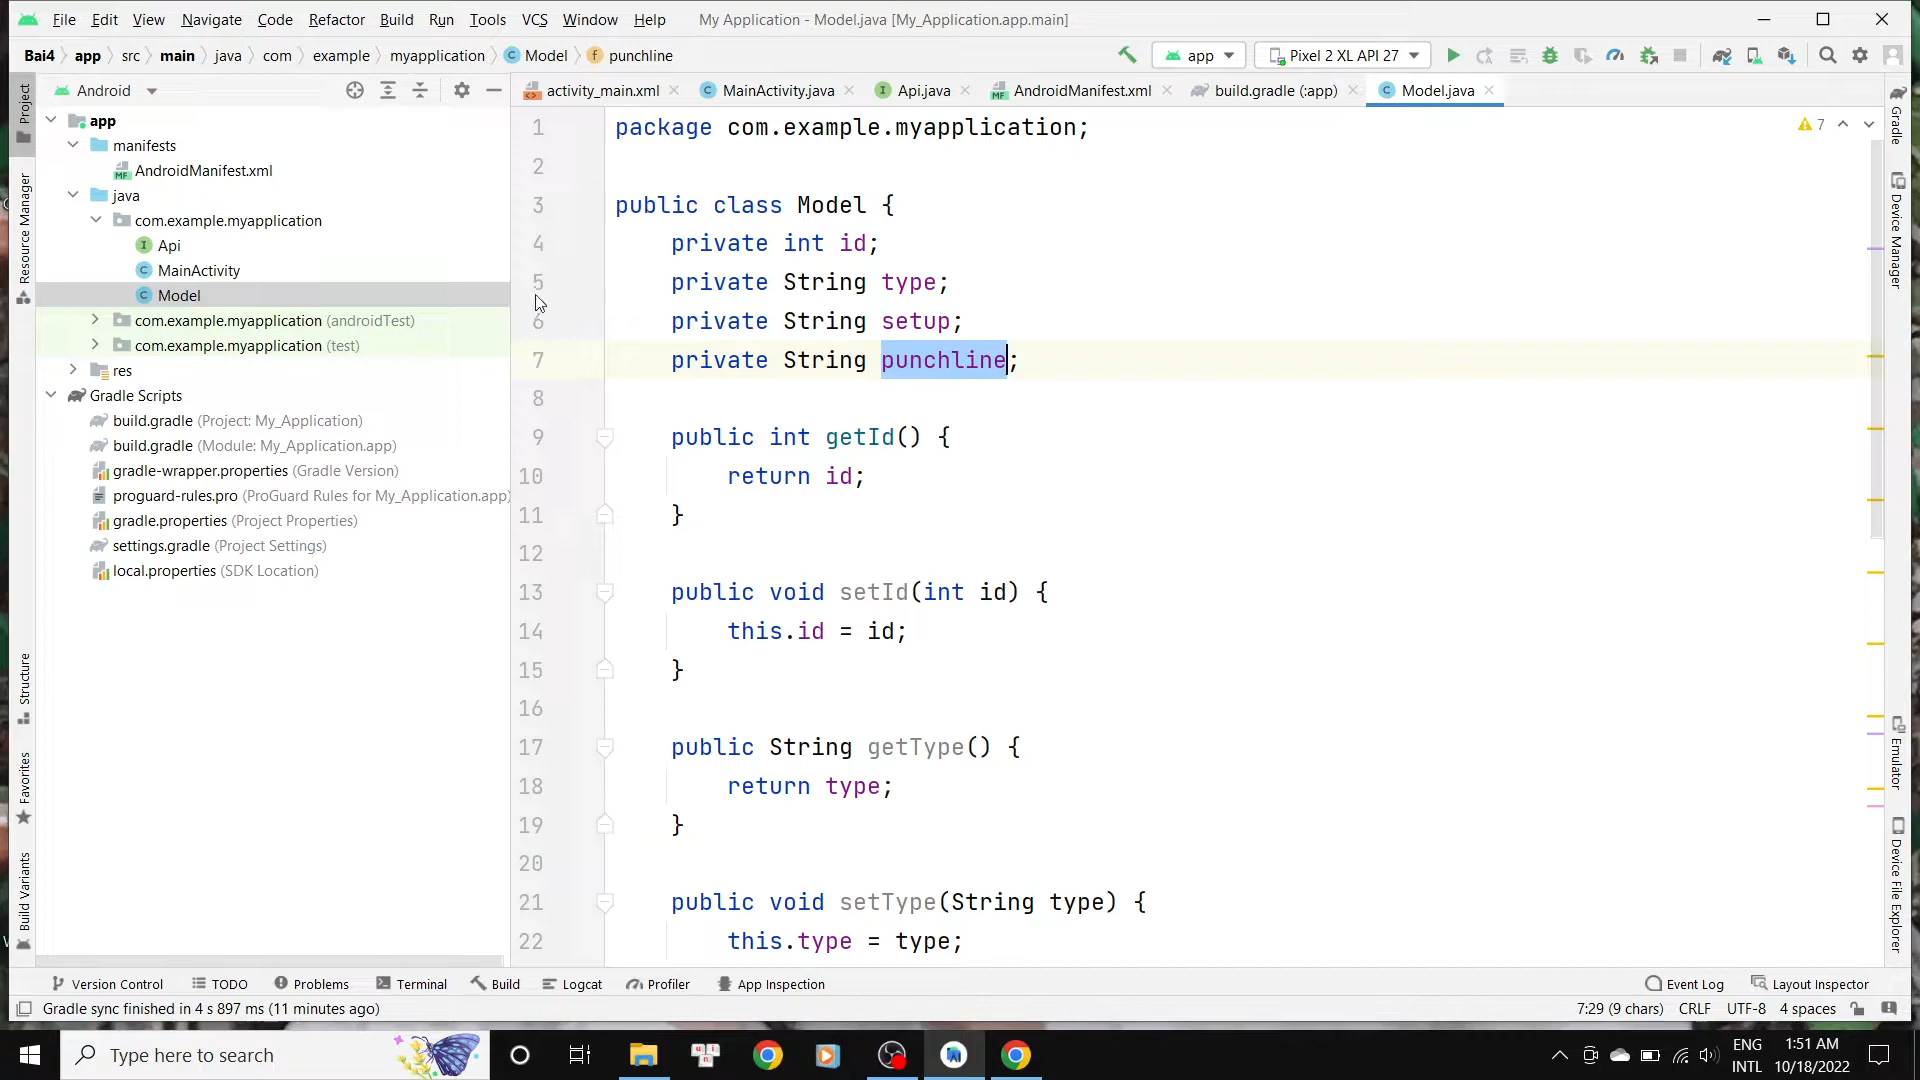 File Edit View Navigate Code Refactor Build Run Tools VCS Window Help My Application - Model.java [My_Application.app.main]
Bai4 app src main java com example myapplication Model punchline app Pixel 2 XL API 27
Android activity_main.xml MainActivity.java Api.java AndroidManifest.xml build.gradle (:app) Model.java
Project
Resource Manager
Structure
Favorites
Build Variants
app
manifests
AndroidManifest.xml
java
com.example.myapplication
Api
MainActivity
Model
com.example.myapplication (androidTest)
com.example.myapplication (test)
res
Gradle Scripts
build.gradle (Project: My_Application)
build.gradle (Module: My_Application.app)
gradle-wrapper.properties (Gradle Version)
proguard-rules.pro (ProGuard Rules for My_Application.app)
gradle.properties (Project Properties)
settings.gradle (Project Settings)
local.properties (SDK Location)
7
1 package com.example.myapplication;
2
3 public class Model {
4 private int id;
5 private String type;
6 private String setup;
7 private String punchline;
8
9 public int getId() {
10 return id;
11 }
12
13 public void setId(int id) {
14 this.id = id;
15 }
16
17 public String getType() {
18 return type;
19 }
20
21 public void setType(String type) {
22 this.type = type;
Gradle
Device Manager
Emulator
Device File Explorer
Version Control TODO Problems Terminal Build Logcat Profiler App Inspection Event Log Layout Inspector
Gradle sync finished in 4 s 897 ms (11 minutes ago) 7:29 (9 chars) CRLF UTF-8 4 spaces
Type here to search
ENG
INTL
1:51 AM
10/18/2022